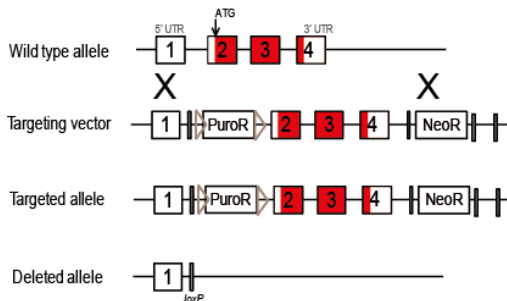 ATG
5' UTR 3' UTR
Wild type allele 1 2 3 4
X X
Targeting vector 1 PuroR 2 3 4 NeoR
Targeted allele 1 PuroR 2 3 4 NeoR
Deleted allele 1
loxP